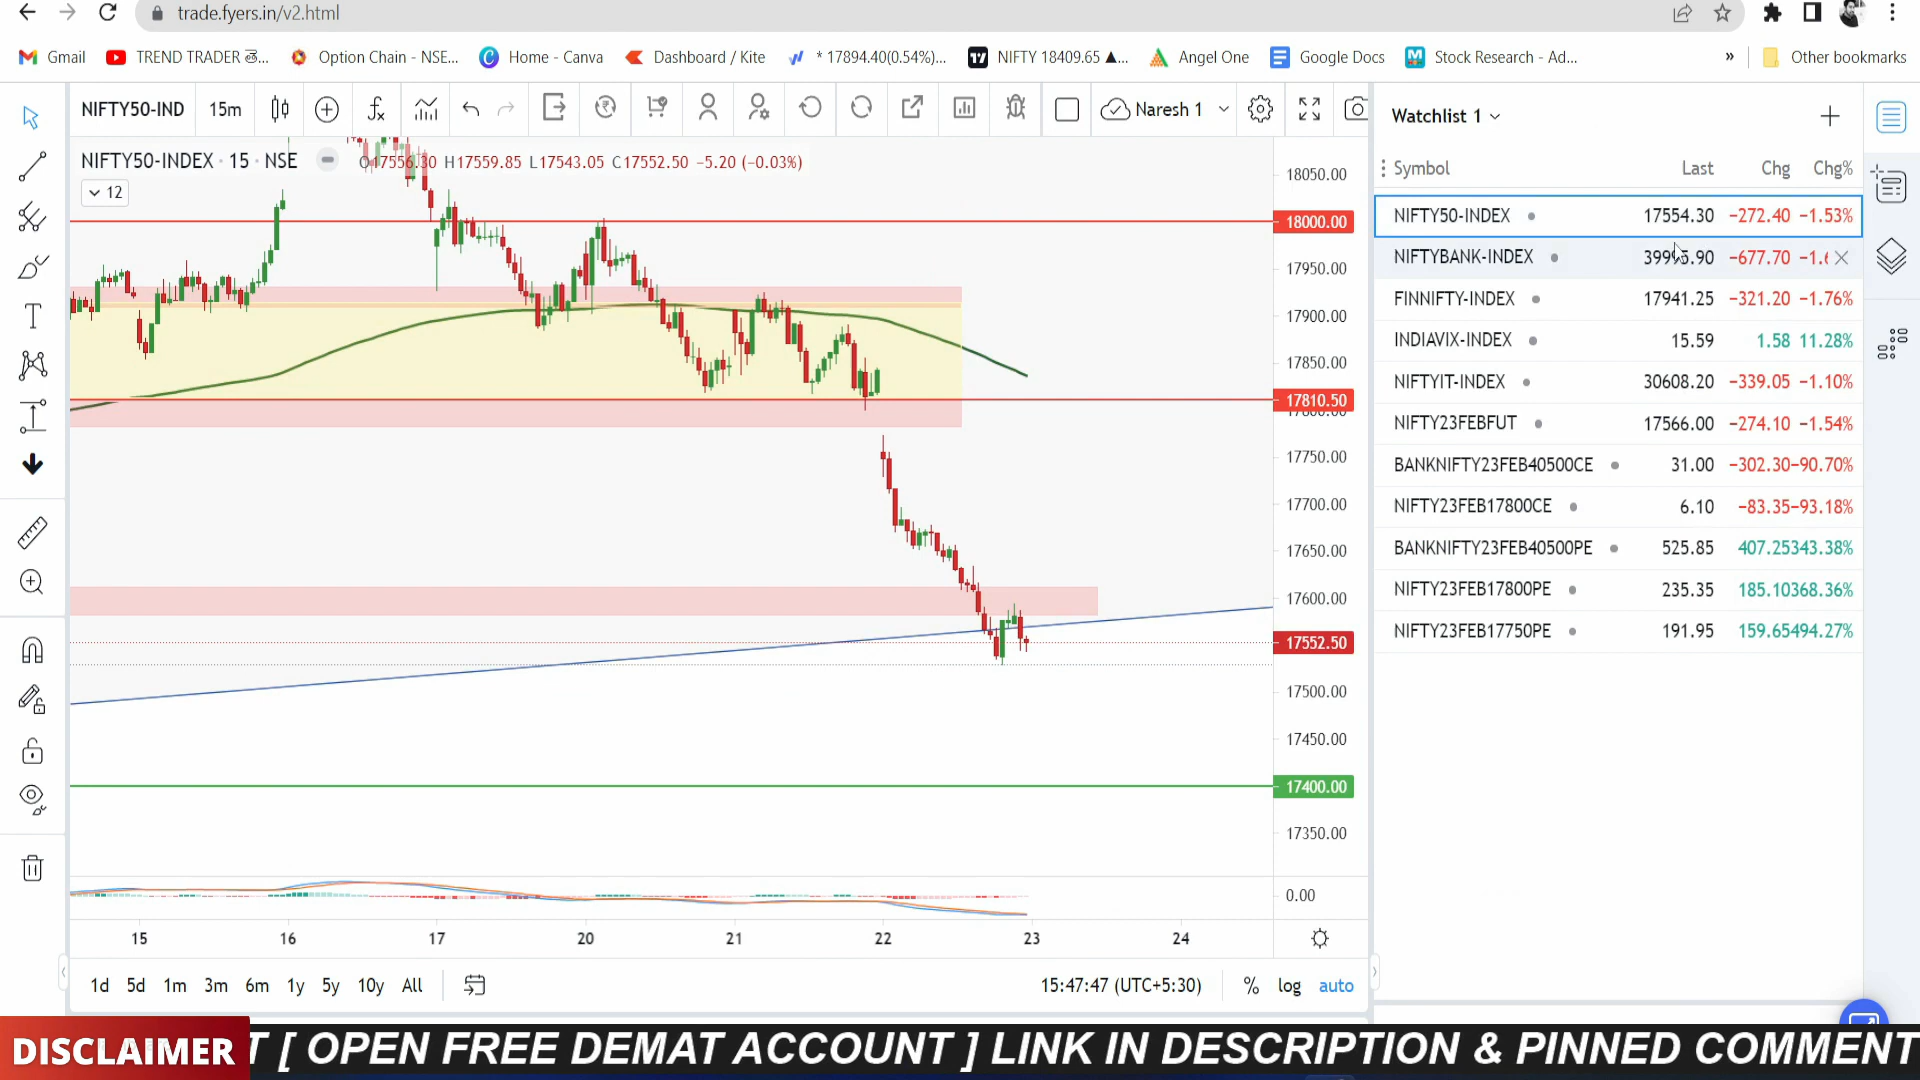 trade.fyers.in/v2.html
Gmail
TREND TRADER తె...
Option Chain - NSE...
Home - Canva
Dashboard / Kite
* 17894.40(0.54%)...
NIFTY 18409.65 ▲...
Angel One
Google Docs
Stock Research - Ad...
»
Other bookmarks
NIFTY50-IND 15m Naresh 1
NIFTY50-INDEX · 15 · NSE O17556.30 H17559.85 L17543.05 C17552.50 −5.20 (−0.03%)
12
18050.00
18000.00
17950.00
17900.00
17850.00
17810.50
17750.00
17700.00
17650.00
17600.00
17552.50
17500.00
17450.00
17400.00
17350.00
0.00
15 16 17 20 21 22 23 24
1d 5d 1m 3m 6m 1y 5y 10y All 15:47:47 (UTC+5:30) % log auto
Watchlist 1
Symbol Last Chg Chg%
NIFTY50-INDEX 17554.30 −272.40 −1.53%
NIFTYBANK-INDEX −677.70
FINNIFTY-INDEX 17941.25 −321.20 −1.76%
INDIAVIX-INDEX 15.59 1.58 11.28%
NIFTYIT-INDEX 30608.20 −339.05 −1.10%
NIFTY23FEBFUT 17566.00 −274.10 −1.54%
BANKNIFTY23FEB40500CE 31.00 −302.30−90.70%
NIFTY23FEB17800CE 6.10 −83.35−93.18%
BANKNIFTY23FEB40500PE 525.85 407.25343.38%
NIFTY23FEB17800PE 235.35 185.10368.36%
NIFTY23FEB17750PE 191.95 159.65494.27%
DISCLAIMER T [ OPEN FREE DEMAT ACCOUNT ] LINK IN DESCRIPTION & PINNED COMMENT